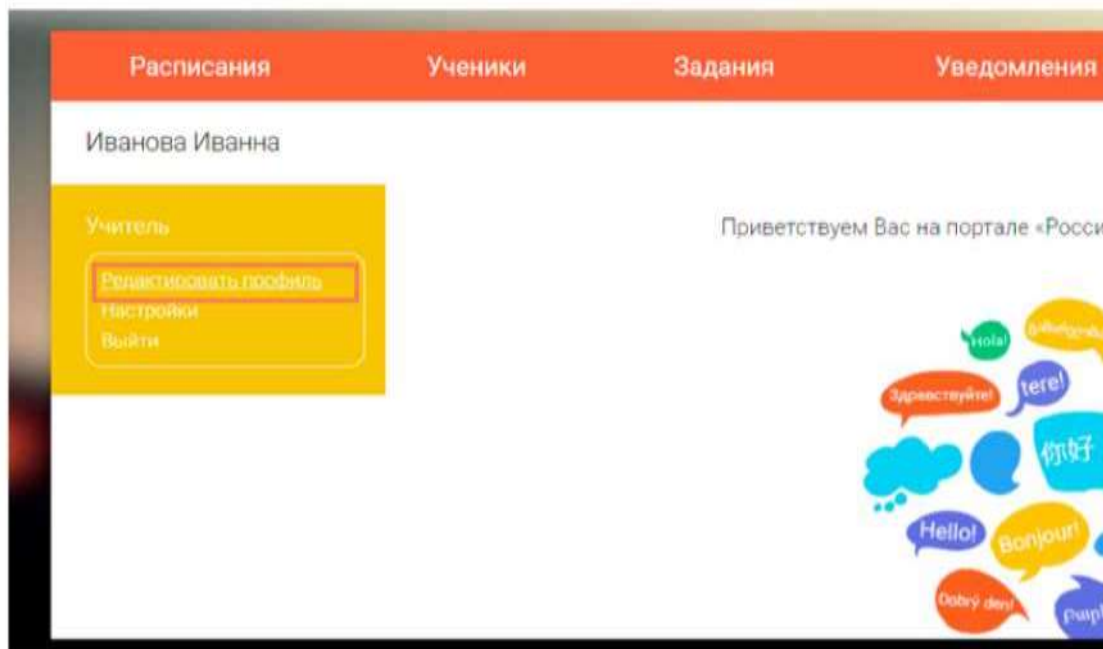 Расписания Ученики Задания Уведомления
Иванова Иванна
Учитель
Редактировать профиль
Настройки
Выйти
Приветствуем Вас на портале «Росси
Hola!
Здравствуйте!
tere!
你好
Hello!
Bonjour!
Dobrý den!